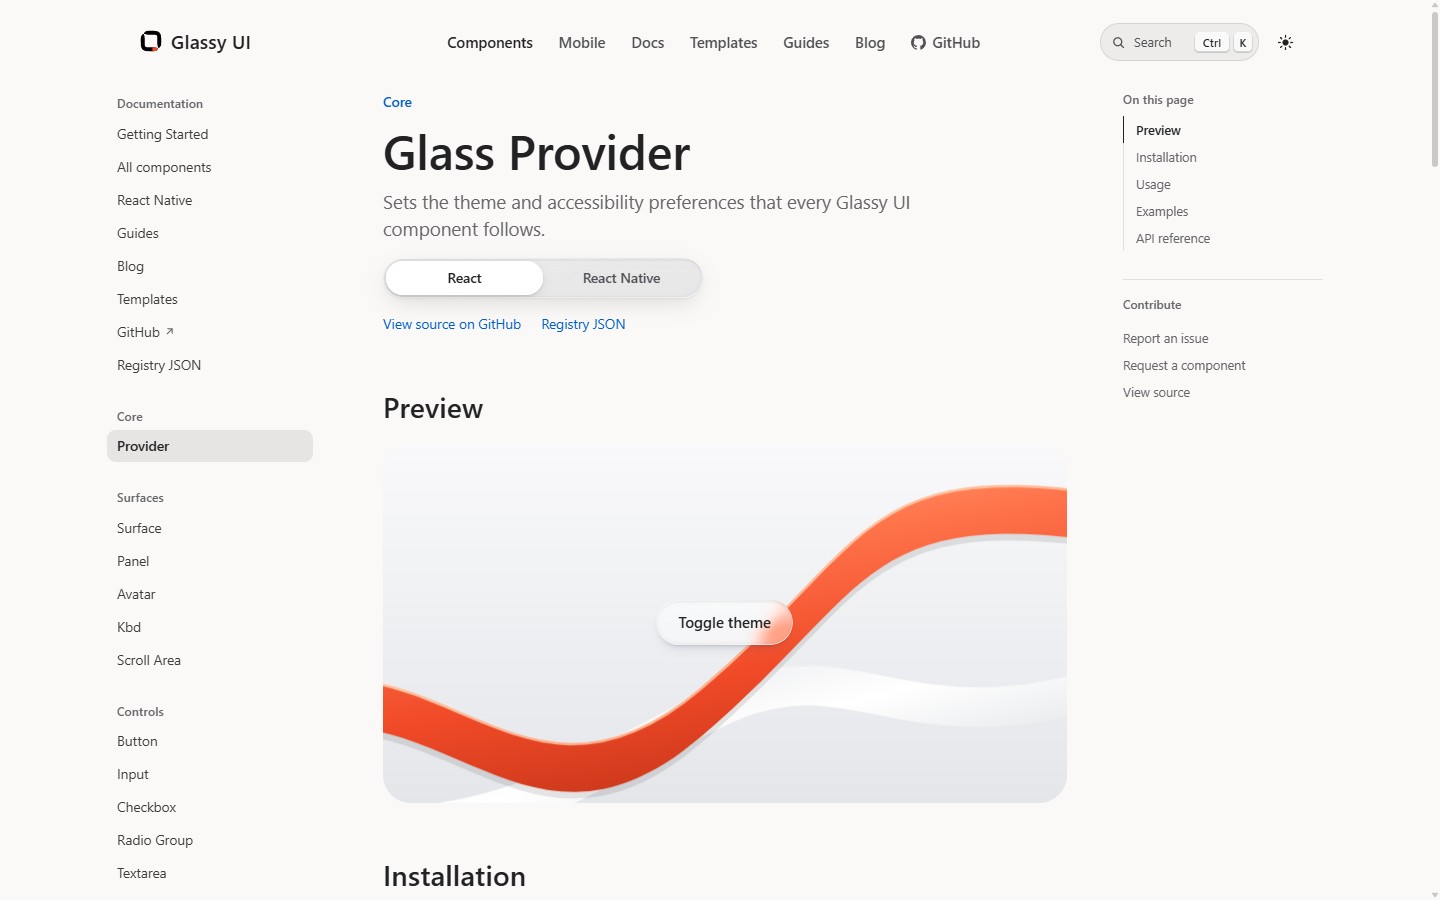 Glassy UI
Components
Mobile
Docs
Templates
Guides
Blog
GitHub
Search
Ctrl
K
Documentation
Getting Started
All components
React Native
Guides
Blog
Templates
GitHub ↗
Registry JSON
Core
Provider
Surfaces
Surface
Panel
Avatar
Kbd
Scroll Area
Controls
Button
Input
Checkbox
Radio Group
Textarea
Core
Glass Provider
Sets the theme and accessibility preferences that every Glassy UI
component follows.
React
React Native
View source on GitHub
Registry JSON
Preview
Toggle theme
Installation
On this page
Preview
Installation
Usage
Examples
API reference
Contribute
Report an issue
Request a component
View source